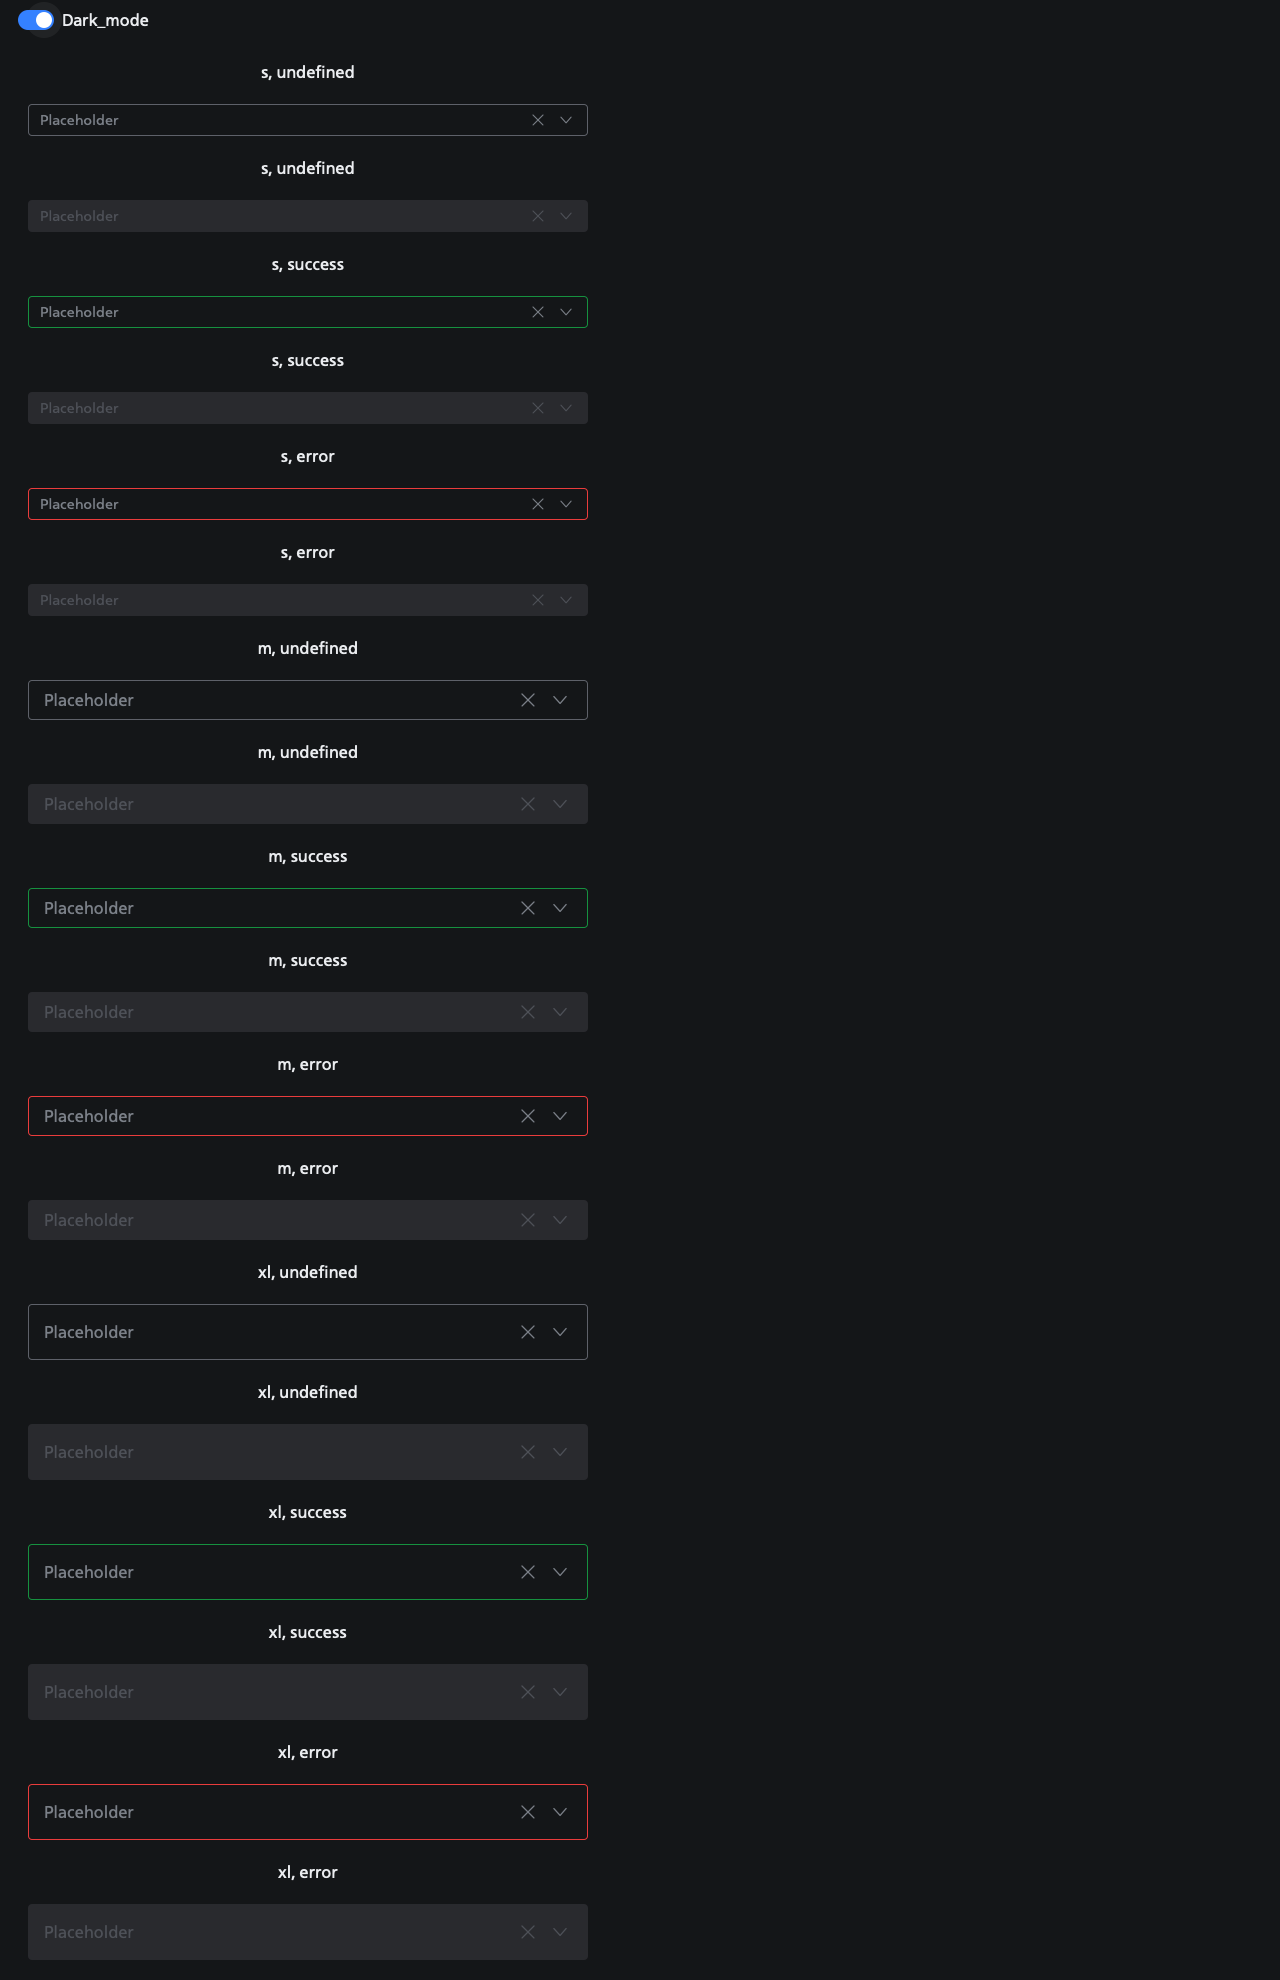 Dark_mode
s, undefined
Placeholder
s, undefined
Placeholder
s, success
Placeholder
s, success
Placeholder
s, error
Placeholder
s, error
Placeholder
m, undefined
Placeholder
m, undefined
Placeholder
m, success
Placeholder
m, success
Placeholder
m, error
Placeholder
m, error
Placeholder
xl, undefined
Placeholder
xl, undefined
Placeholder
xl, success
Placeholder
xl, success
Placeholder
xl, error
Placeholder
xl, error
Placeholder